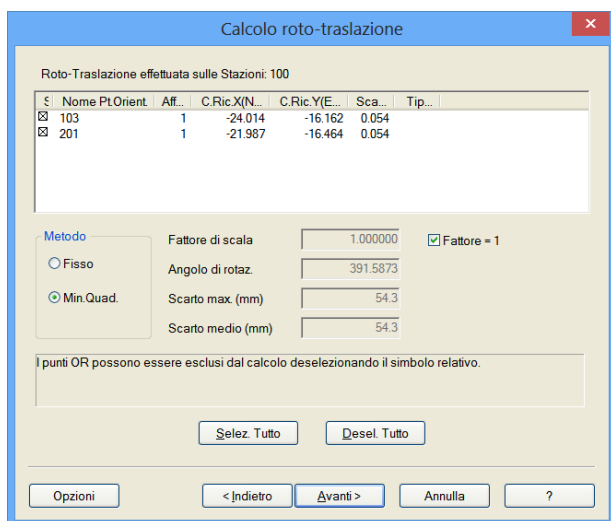 Calcolo roto-traslazione
Roto-Traslazione effettuata sulle Stazioni: 100
S Nome Pt.Orient. Aff... C.Ric.X(N... C.Ric.Y(E... Sca... Tip...
103 1 -24.014 -16.162 0.054
201 1 -21.987 -16.464 0.054
Metodo
Fisso
Min.Quad.
Fattore di scala 1.000000 Fattore = 1
Angolo di rotaz. 391.5873
Scarto max. (mm) 54.3
Scarto medio (mm) 54.3
I punti OR possono essere esclusi dal calcolo deselezionando il simbolo relativo.
Selez. Tutto Desel. Tutto
Opzioni < Indietro Avanti > Annulla ?